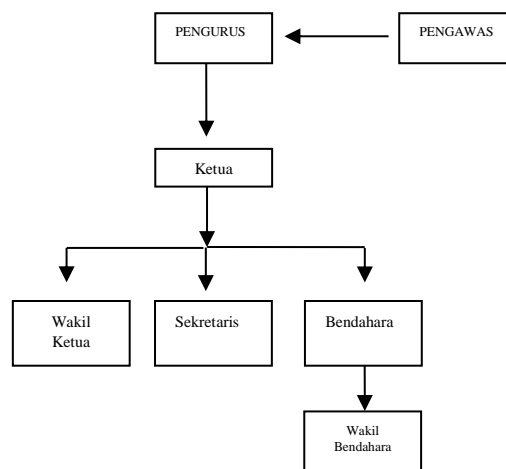 PENGURUS
PENGAWAS
Ketua
Wakil
Ketua
Sekretaris
Bendahara
Wakil
Bendahara